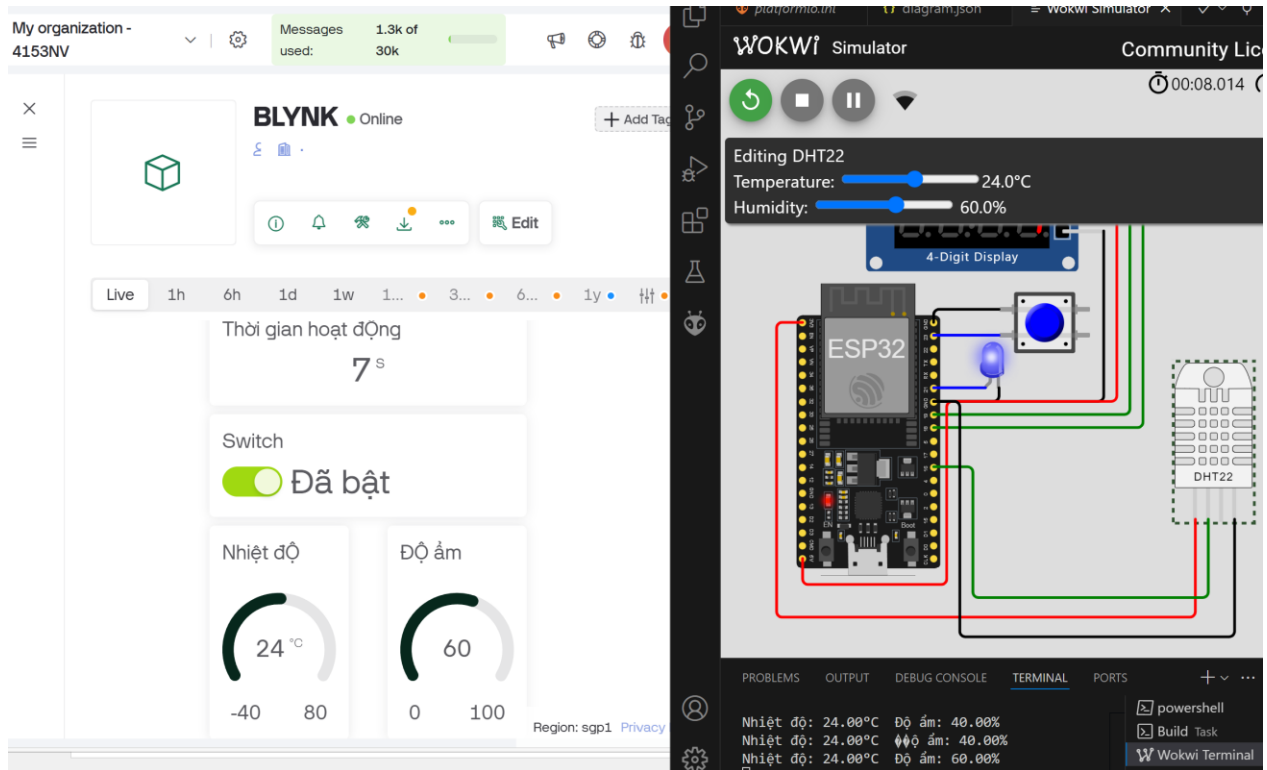 My organization -
4153NV
Messages
used:
1.3k of
30k
BLYNK
Online
Add Tag
Edit
Live
1h
6h
1d
1w
1...
3...
6...
1y
Thời gian hoạt động
7 s
Switch
Đã bật
Nhiệt độ
Độ ẩm
24 °C
60
-40
80
0
100
Region: sgp1 Privacy
platformio.ini
diagram.json
Wokwi Simulator
WOKWI Simulator
Community Lice
00:08.014
Editing DHT22
Temperature: 24.0°C
Humidity: 60.0%
4-Digit Display
ESP32
EN
Boot
DHT22
PROBLEMS
OUTPUT
DEBUG CONSOLE
TERMINAL
PORTS
Nhiệt độ: 24.00°C Độ ẩm: 40.00%
Nhiệt độ: 24.00°C ��ộ ẩm: 40.00%
Nhiệt độ: 24.00°C Độ ẩm: 60.00%
powershell
Build Task
Wokwi Terminal